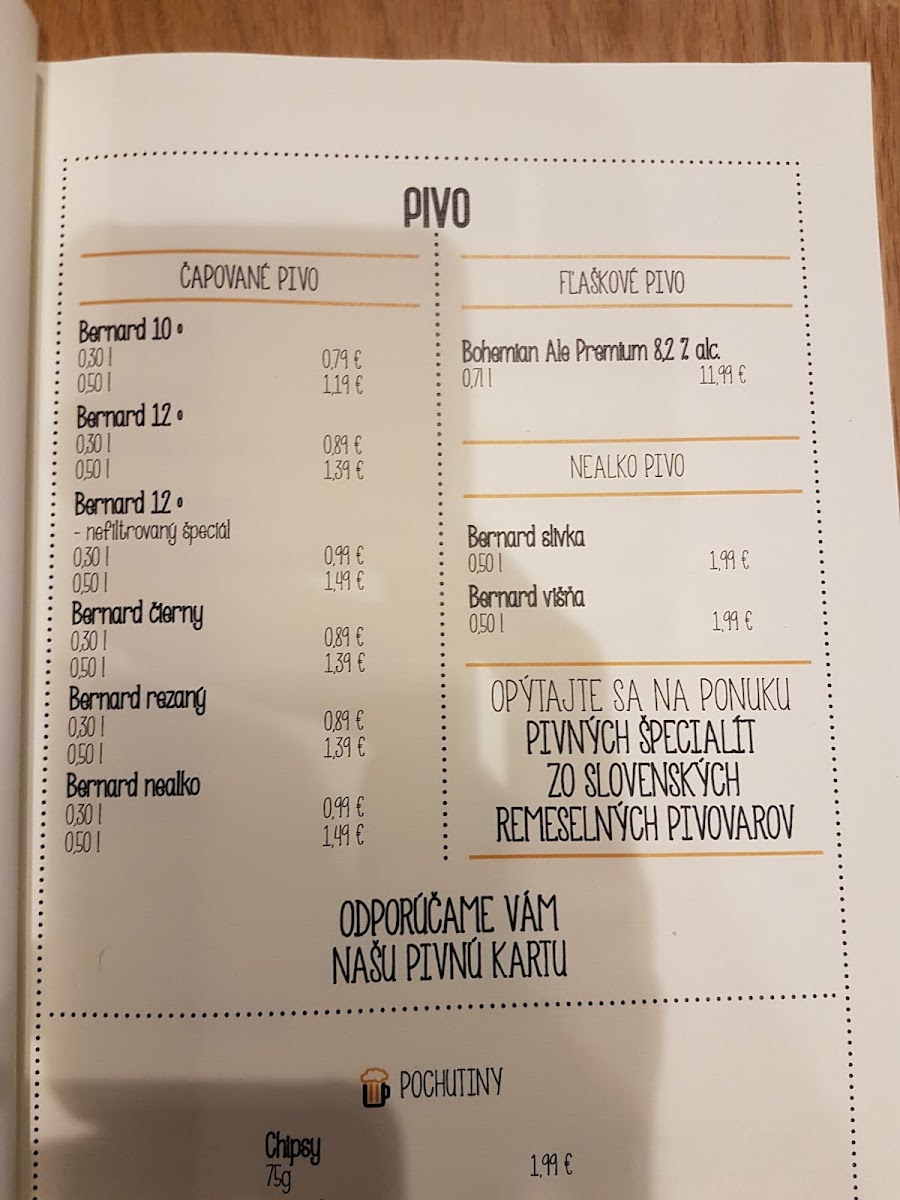 PIVO
ČAPOVANÉ PIVO
Bernard 10°
0,30 l 0,79 €
0,50 l 1,19 €
Bernard 12°
0,30 l 0,89 €
0,50 l 1,39 €
Bernard 12°
- nefiltrovaný špeciál
0,30 l 0,99 €
0,50 l 1,49 €
Bernard čierny
0,30 l 0,89 €
0,50 l 1,39 €
Bernard rezaný
0,30 l 0,89 €
0,50 l 1,39 €
Bernard nealko
0,30 l 0,99 €
0,50 l 1,49 €
FĽAŠKOVÉ PIVO
Bohemian Ale Premium 8,2 % alc.
0,7l l 11,99 €
NEALKO PIVO
Bernard slivka
0,50 l 1,99 €
Bernard višňa
0,50 l 1,99 €
OPÝTAJTE SA NA PONUKU
PIVNÝCH ŠPECIALÍT
ZO SLOVENSKÝCH
REMESELNÝCH PIVOVAROV
ODPORÚČAME VÁM
NAŠU PIVNÚ KARTU
POCHUTINY
Chipsy
75g 1,99 €